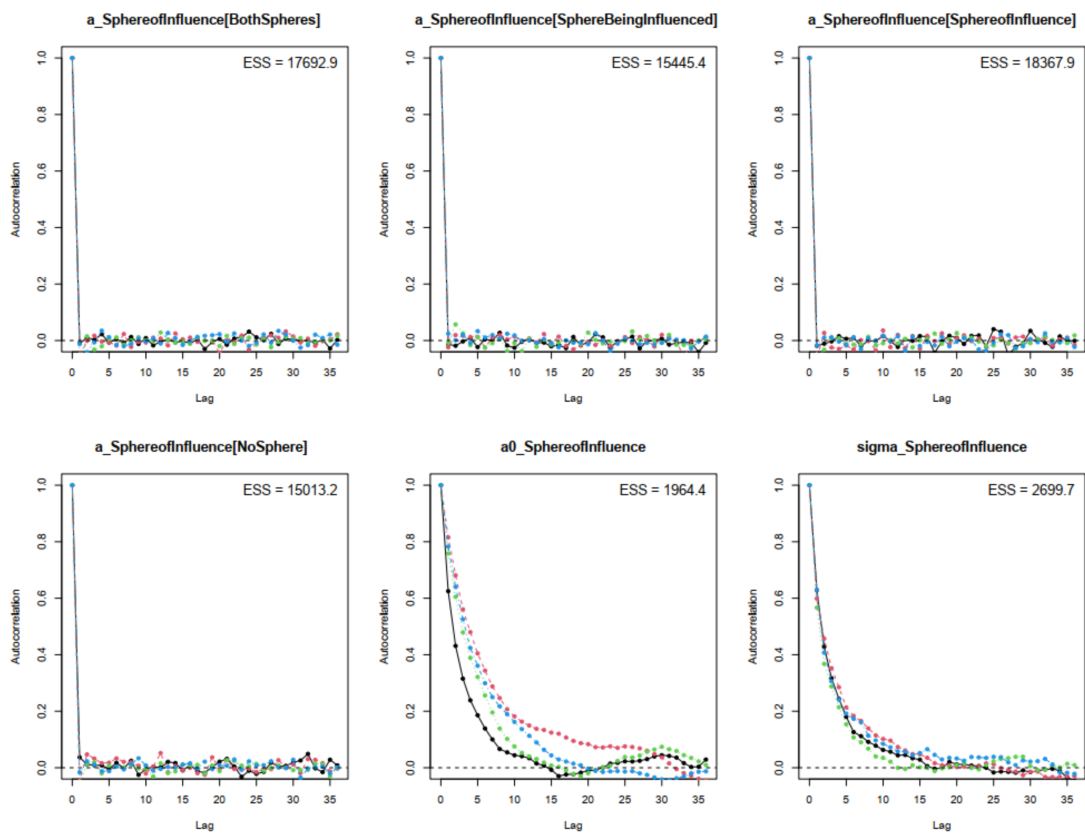 a_SphereofInfluence[BothSpheres]
ESS = 17692.9
Autocorrelation
0.0 0.2 0.4 0.6 0.8 1.0
0 5 10 15 20 25 30 35
Lag
a_SphereofInfluence[SphereBeingInfluenced]
ESS = 15445.4
Autocorrelation
0.0 0.2 0.4 0.6 0.8 1.0
0 5 10 15 20 25 30 35
Lag
a_SphereofInfluence[SphereofInfluence]
ESS = 18367.9
Autocorrelation
0.0 0.2 0.4 0.6 0.8 1.0
0 5 10 15 20 25 30 35
Lag
a_SphereofInfluence[NoSphere]
ESS = 15013.2
Autocorrelation
0.0 0.2 0.4 0.6 0.8 1.0
0 5 10 15 20 25 30 35
Lag
a0_SphereofInfluence
ESS = 1964.4
Autocorrelation
0.0 0.2 0.4 0.6 0.8 1.0
0 5 10 15 20 25 30 35
Lag
sigma_SphereofInfluence
ESS = 2699.7
Autocorrelation
0.0 0.2 0.4 0.6 0.8 1.0
0 5 10 15 20 25 30 35
Lag